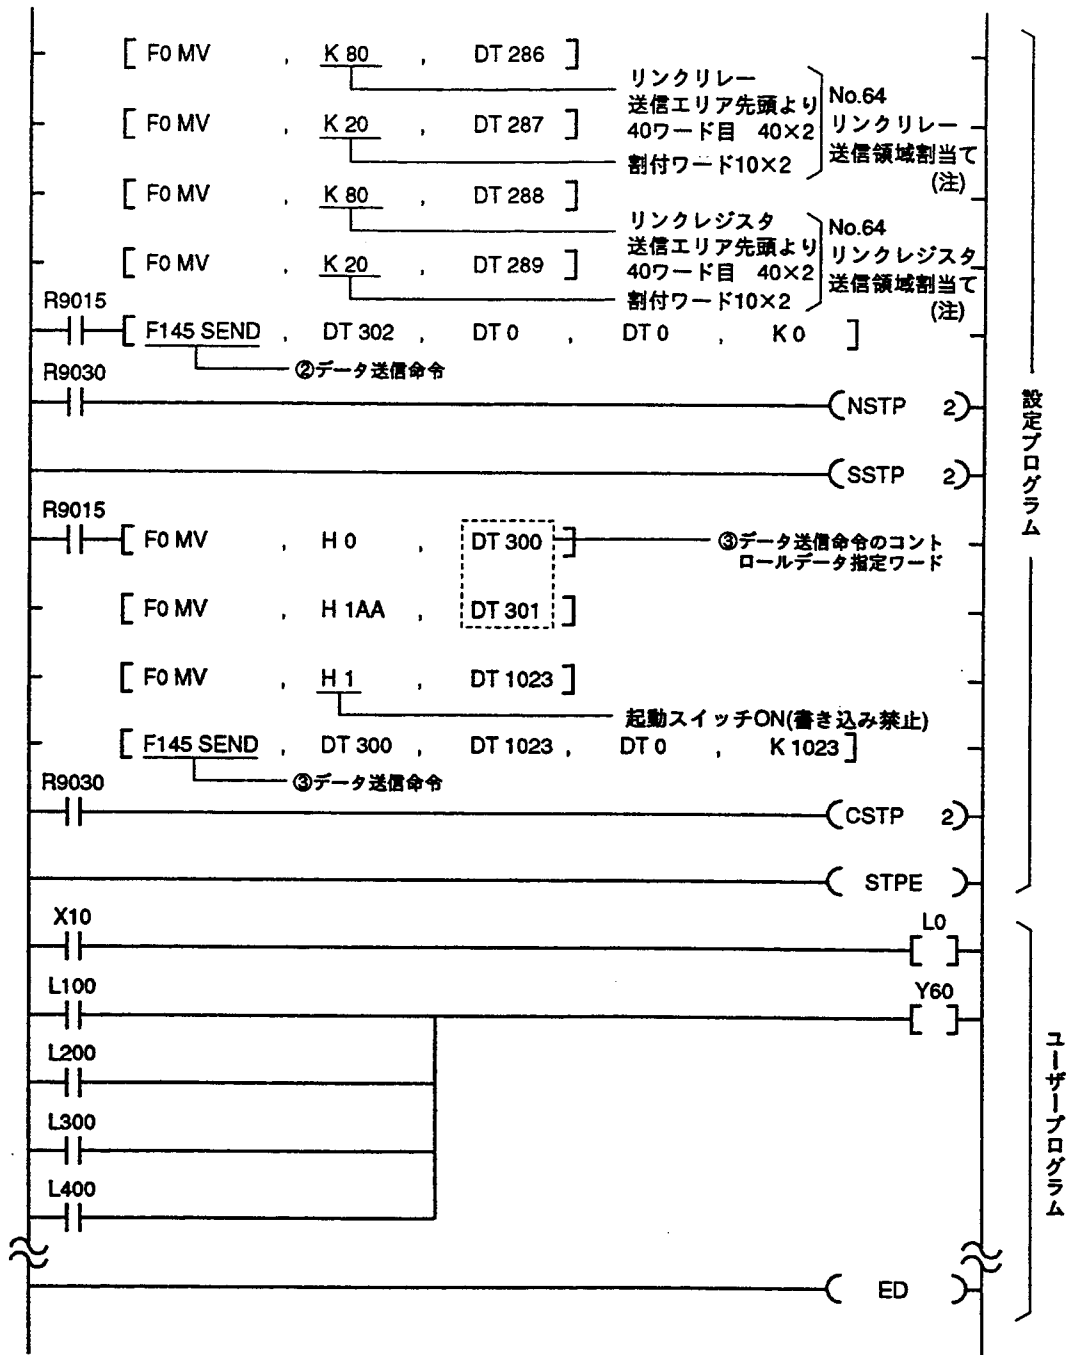 [ F0 MV , K 80 , DT 286 ]
リンクリレー
送信エリア先頭より
40ワード目 40×2
No.64
リンクリレー
送信領域割当て
(注)
[ F0 MV , K 20 , DT 287 ]
割付ワード10×2
[ F0 MV , K 80 , DT 288 ]
リンクレジスタ
送信エリア先頭より
40ワード目 40×2
No.64
リンクレジスタ
送信領域割当て
(注)
[ F0 MV , K 20 , DT 289 ]
割付ワード10×2
R9015
[ F145 SEND , DT 302 , DT 0 , DT 0 , K 0 ]
②データ送信命令
R9030
(NSTP 2)
(SSTP 2)
設定プログラム
R9015
[ F0 MV , H 0 , DT 300 ]
③データ送信命令のコント
ロールデータ指定ワード
[ F0 MV , H 1AA , DT 301 ]
[ F0 MV , H 1 , DT 1023 ]
起動スイッチON(書き込み禁止)
[ F145 SEND , DT 300 , DT 1023 , DT 0 , K 1023 ]
③データ送信命令
R9030
(CSTP 2)
( STPE )
X10
L0
[ ]
L100
Y60
[ ]
L200
L300
L400
ユーザープログラム
( ED )